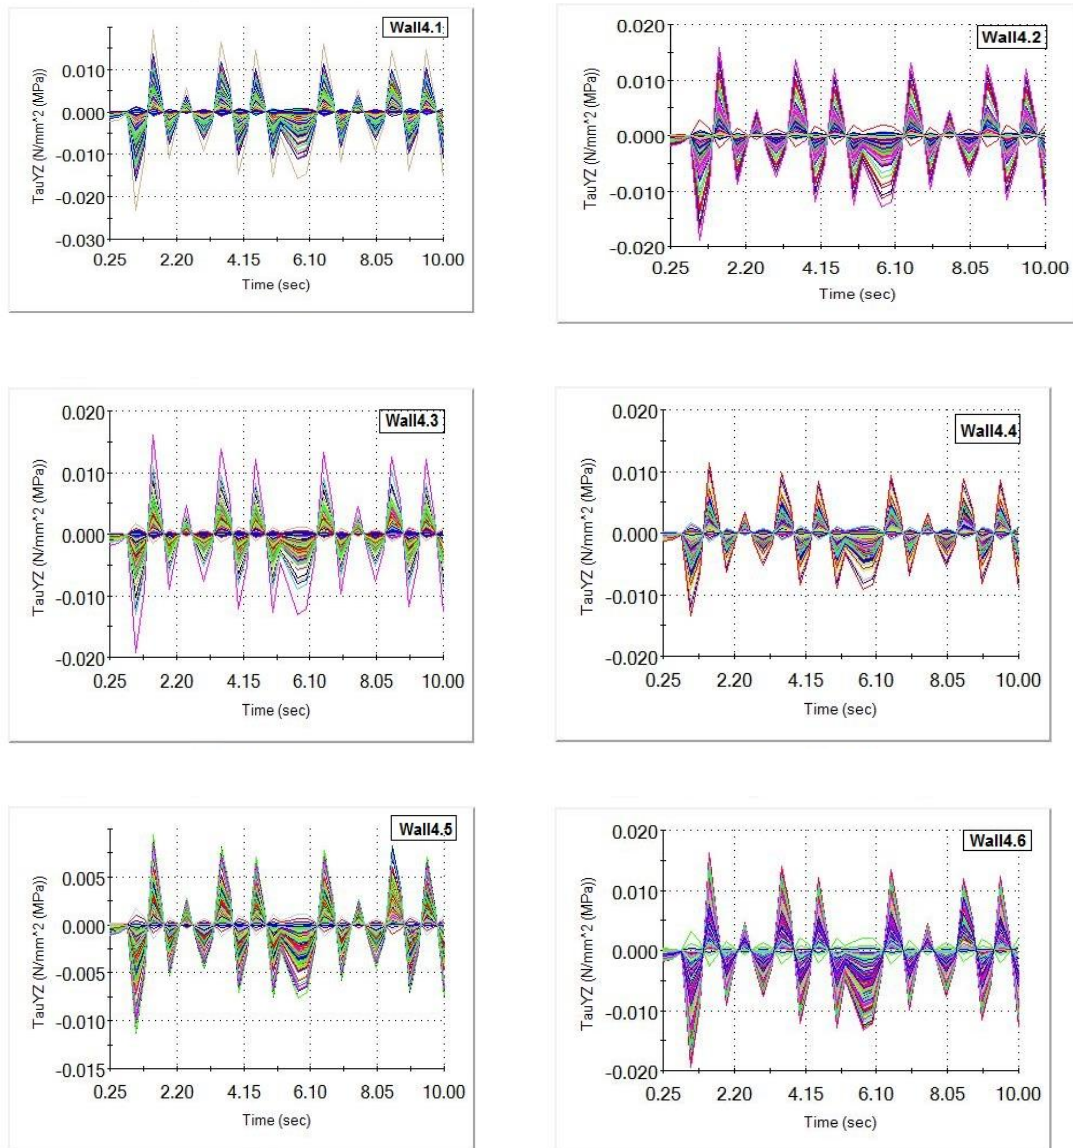 Wall4.1
TauYZ (N/mm^2 (MPa))
0.010
0.000
-0.010
-0.020
-0.030
0.25 2.20 4.15 6.10 8.05 10.00
Time (sec)
Wall4.2
TauYZ (N/mm^2 (MPa))
0.020
0.010
0.000
-0.010
-0.020
0.25 2.20 4.15 6.10 8.05 10.00
Time (sec)
Wall4.3
TauYZ (N/mm^2 (MPa))
0.020
0.010
0.000
-0.010
-0.020
0.25 2.20 4.15 6.10 8.05 10.00
Time (sec)
Wall4.4
TauYZ (N/mm^2 (MPa))
0.020
0.010
0.000
-0.010
-0.020
0.25 2.20 4.15 6.10 8.05 10.00
Time (sec)
Wall4.5
TauYZ (N/mm^2 (MPa))
0.005
0.000
-0.005
-0.010
-0.015
0.25 2.20 4.15 6.10 8.05 10.00
Time (sec)
Wall4.6
TauYZ (N/mm^2 (MPa))
0.020
0.010
0.000
-0.010
-0.020
0.25 2.20 4.15 6.10 8.05 10.00
Time (sec)